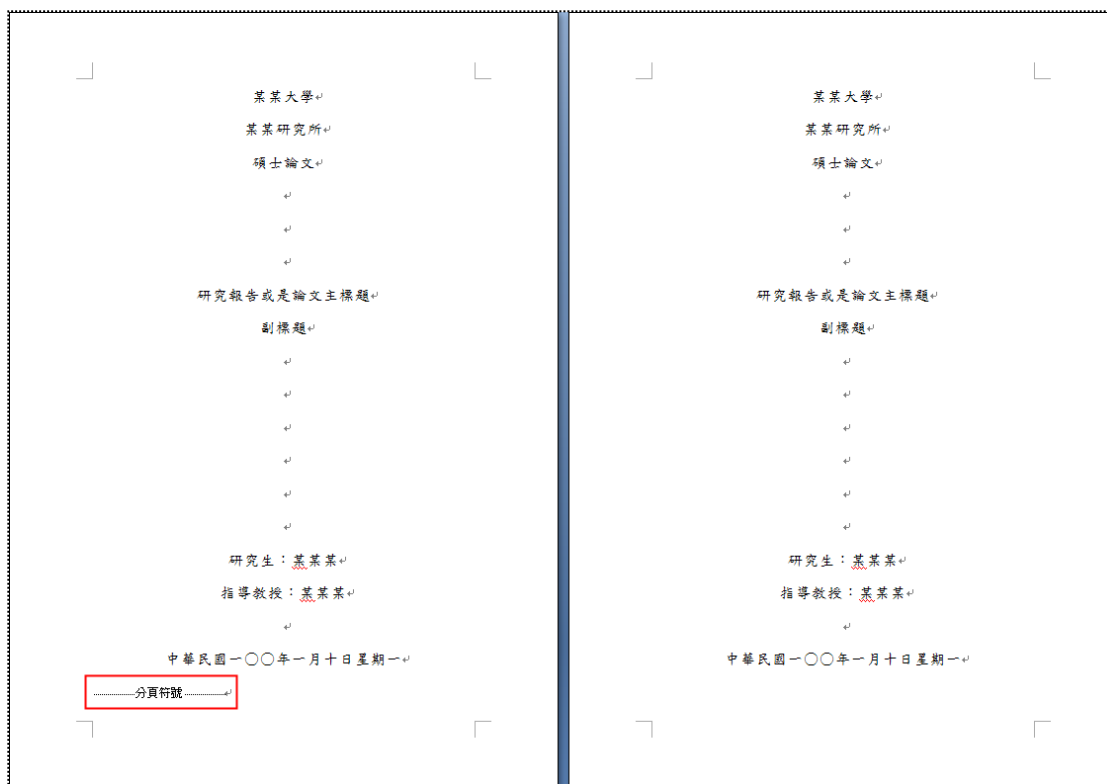 某某大學
某某研究所
碩士論文
研究報告或是論文主標題
副標題
研究生：某某某
指導教授：某某某
中華民國一○○年一月十日星期一
分頁符號
某某大學
某某研究所
碩士論文
研究報告或是論文主標題
副標題
研究生：某某某
指導教授：某某某
中華民國一○○年一月十日星期一